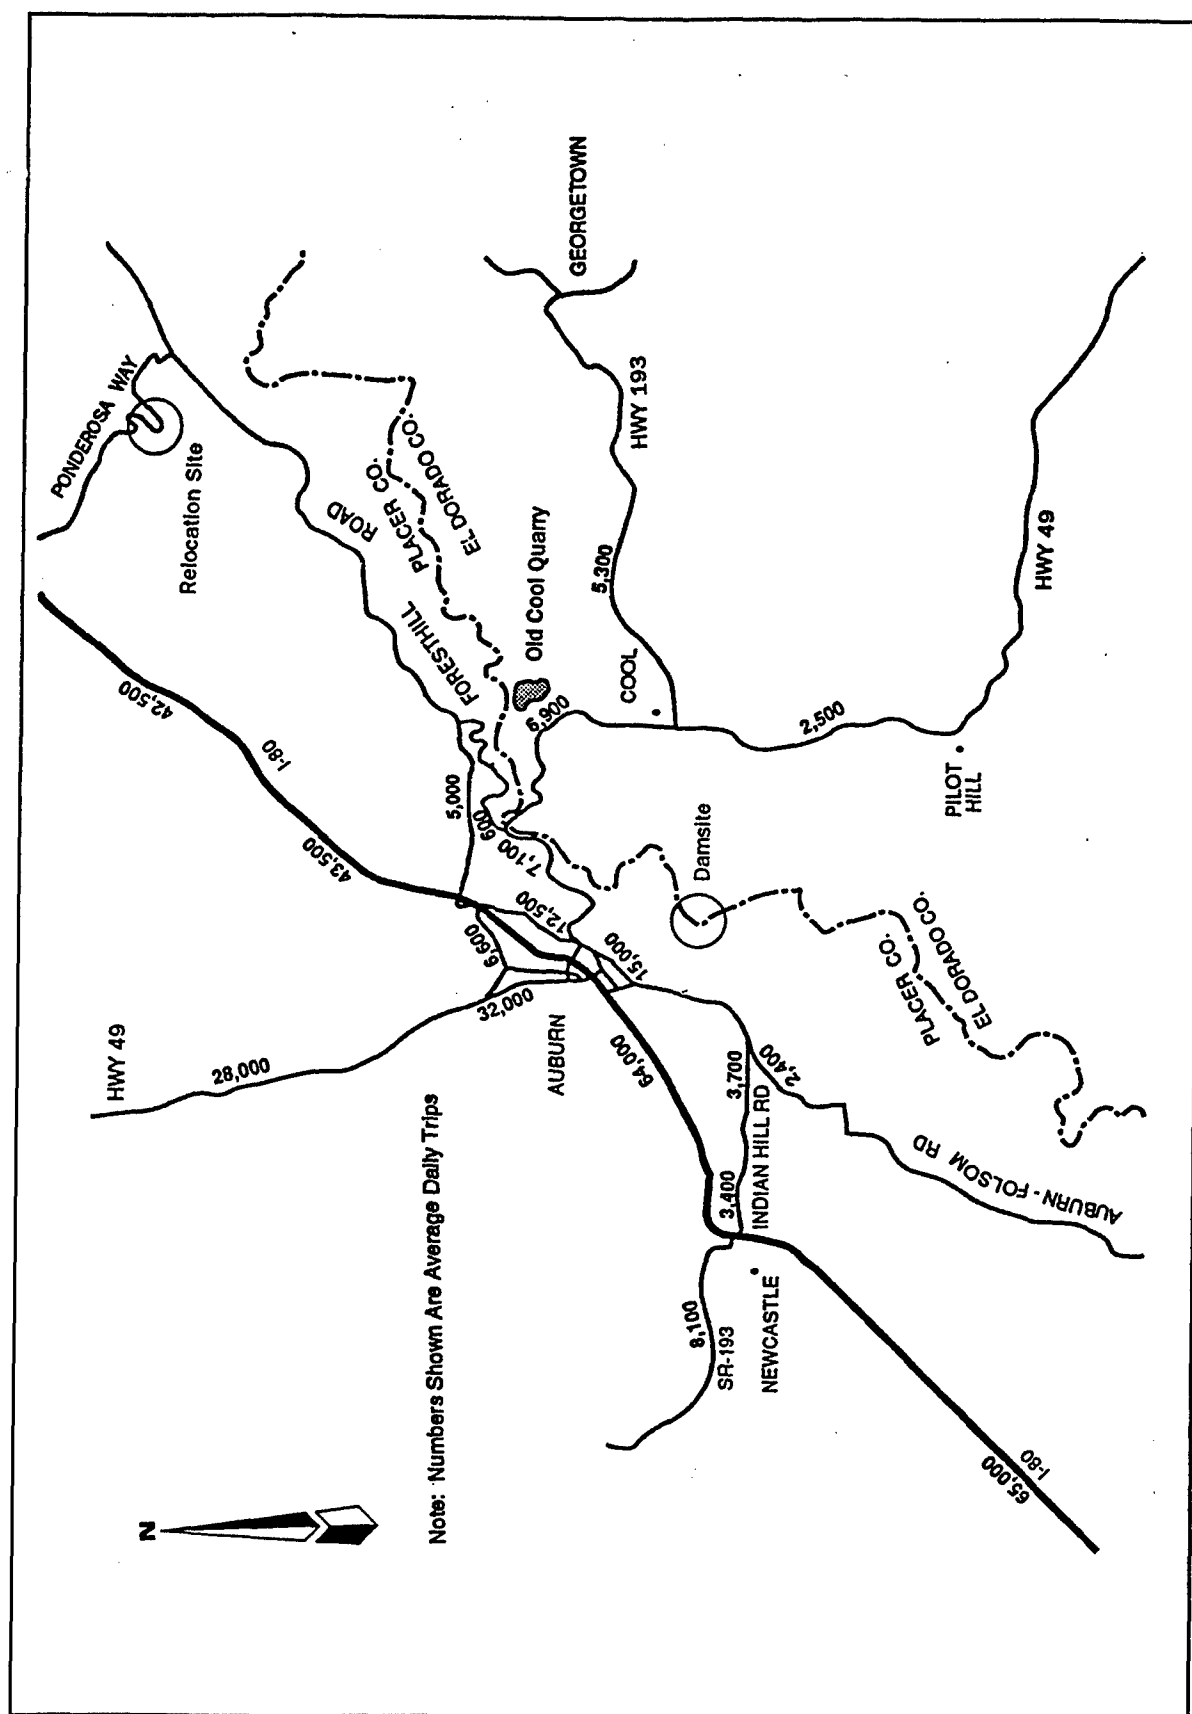 N
Note: Numbers Shown Are Average Daily Trips
HWY 49
28,000
32,000
6,600
AUBURN
12,500
15,000
64,000
43,500
I-80
42,500
PONDEROSA WAY
Relocation Site
FORESTHILL
ROAD
5,000
600
7,100
PLACER CO.
EL DORADO CO.
Old Cool Quarry
6,900
COOL
5,300
HWY 193
GEORGETOWN
2,500
PILOT
HILL
HWY 49
Damsite
PLACER CO.
EL DORADO CO.
3,700
3,400
INDIAN HILL RD
2,400
AUBURN - FOLSOM RD
8,100
SR-193
NEWCASTLE
65,000
I-80